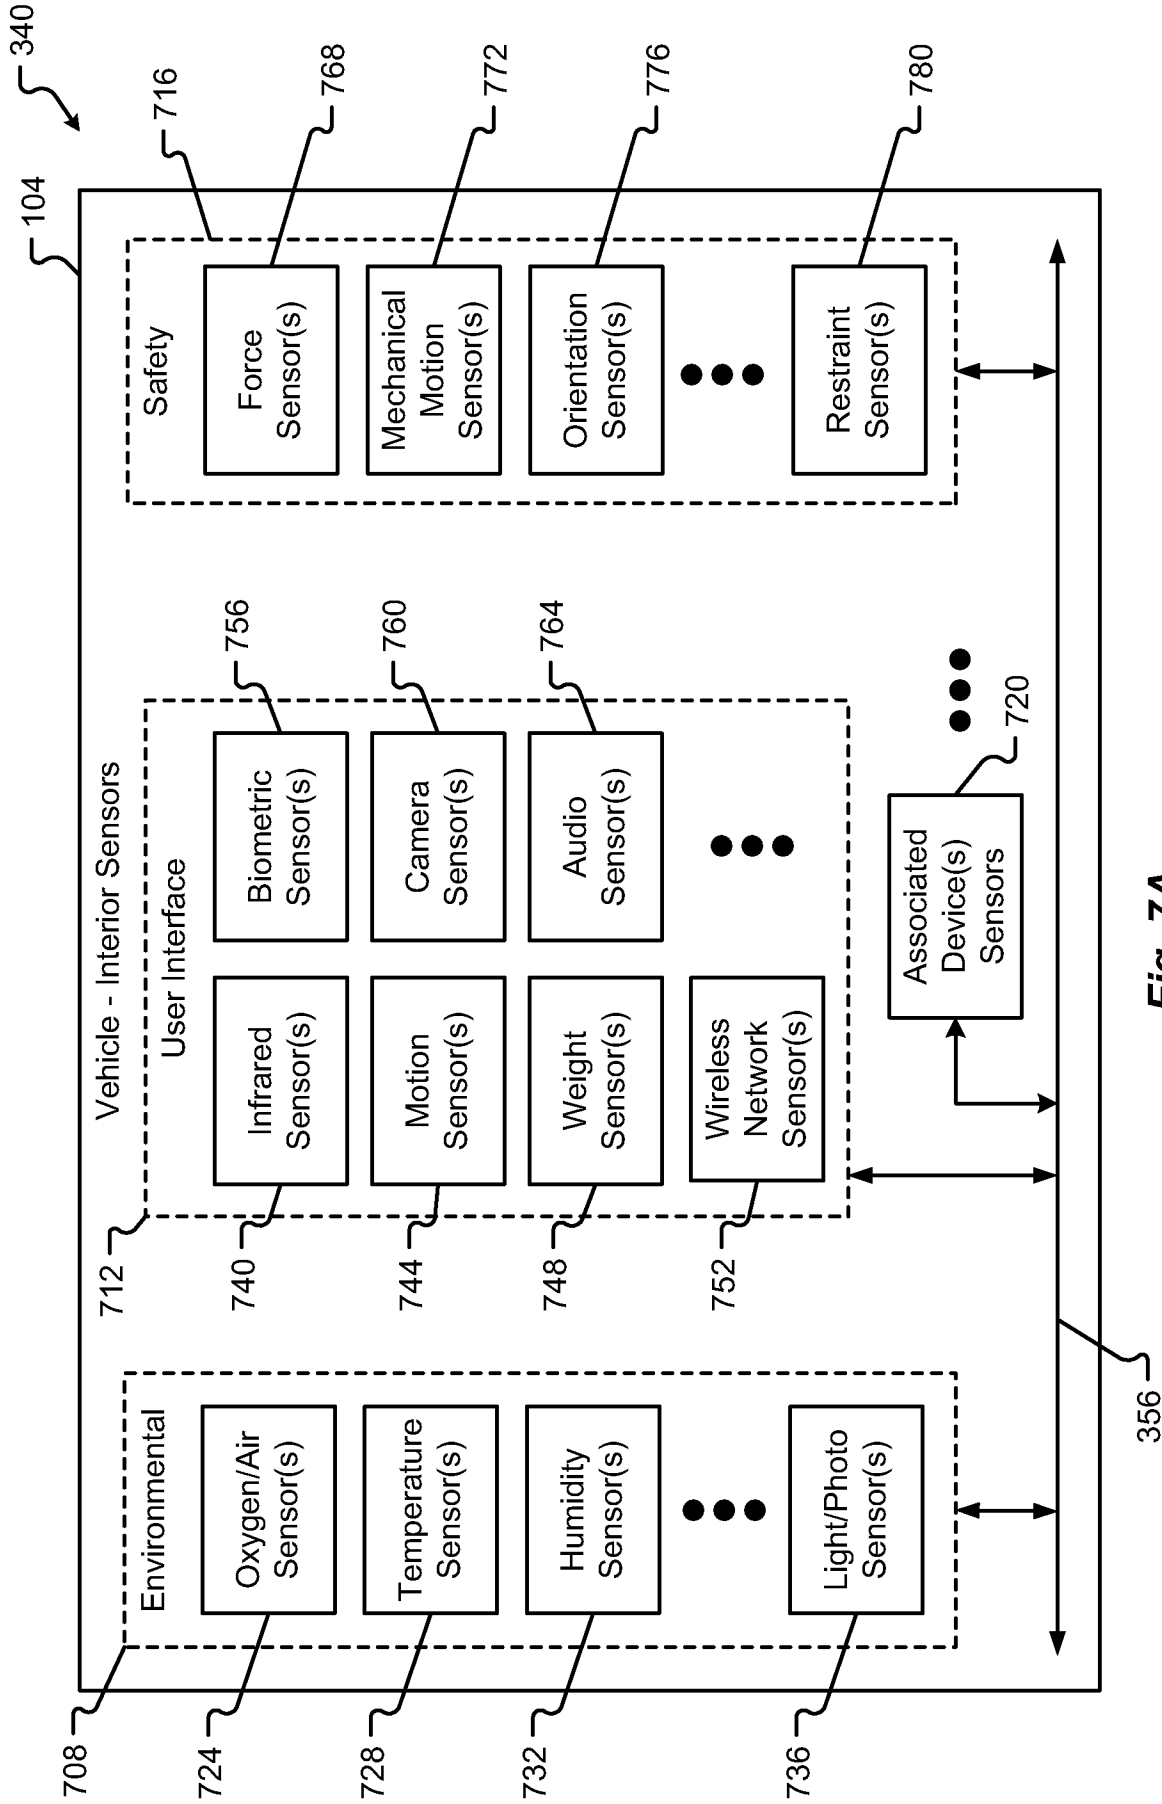 340
104
Vehicle - Interior Sensors
708
Environmental
724
Oxygen/Air
Sensor(s)
728
Temperature
Sensor(s)
732
Humidity
Sensor(s)
736
Light/Photo
Sensor(s)
712
User Interface
740
Infrared
Sensor(s)
756
Biometric
Sensor(s)
744
Motion
Sensor(s)
760
Camera
Sensor(s)
748
Weight
Sensor(s)
764
Audio
Sensor(s)
752
Wireless
Network
Sensor(s)
716
Safety
768
Force
Sensor(s)
772
Mechanical
Motion
Sensor(s)
776
Orientation
Sensor(s)
780
Restraint
Sensor(s)
720
Associated
Device(s)
Sensors
356
Fig. 7A